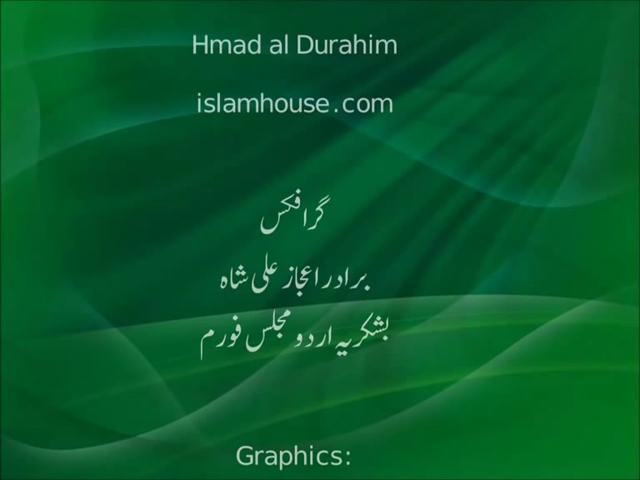 Hmad al Durahim
islamhouse.com
گرافکس
برادر اعجاز علی شاہ
بشکریہ اردو مجلس فورم
Graphics: